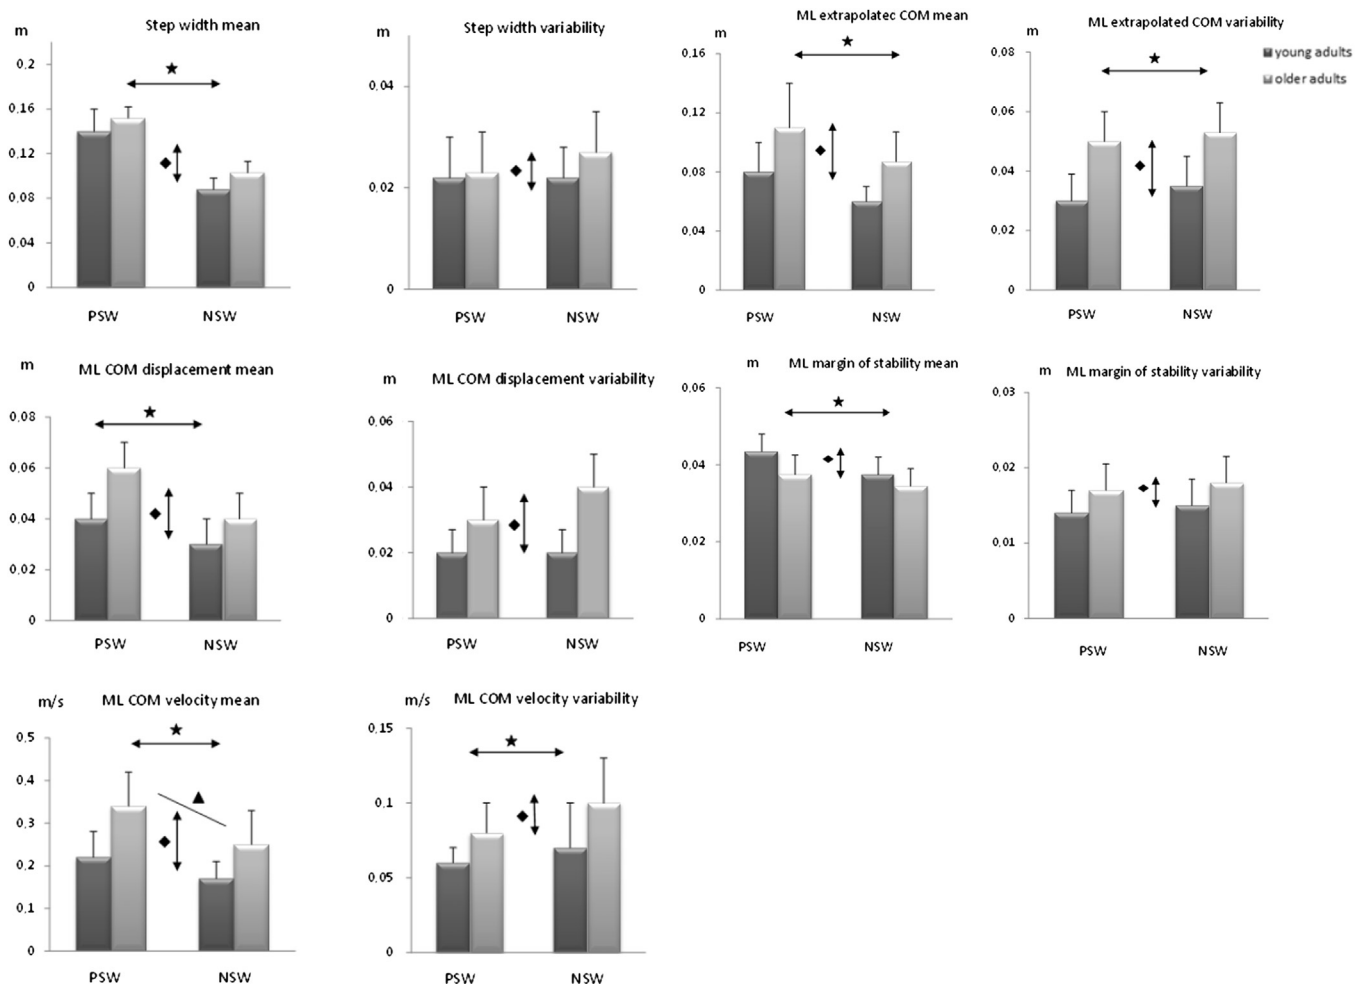 Step width mean
m
0.2
0.16
0.12
0.08
0.04
0
PSW
NSW
Step width variability
m
0.04
0.02
0
PSW
NSW
ML extrapolatec COM mean
m
0.16
0.12
0.08
0.04
0
PSW
NSW
ML extrapolated COM variability
m
0.08
0.06
0.04
0.02
0
PSW
NSW
young adults
older adults
ML COM displacement mean
m
0.08
0.06
0.04
0.02
0
PSW
NSW
ML COM displacement variability
m
0.06
0.04
0.02
0
PSW
NSW
ML margin of stability mean
m
0.06
0.04
0.02
0
PSW
NSW
ML margin of stability variability
m
0.03
0.02
0.01
0
PSW
NSW
ML COM velocity mean
m/s
0.5
0.4
0.3
0.2
0.1
0
PSW
NSW
ML COM velocity variability
m/s
0.15
0.1
0.05
0
PSW
NSW